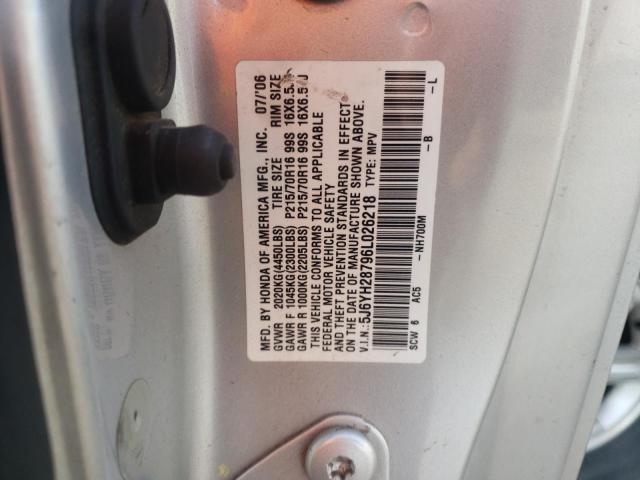 MFD. BY HONDA OF AMERICA MFG., INC. 07/'06
GVWR 2020KG(4450LBS) TIRE SIZE RIM SIZE
GAWR F 1045KG(2300LBS) P215/70R16 99S 16X6.5J
GAWR R 1000KG(2205LBS) P215/70R16 99S 16X6.5J
THIS VEHICLE CONFORMS TO ALL APPLICABLE
FEDERAL MOTOR VEHICLE SAFETY
AND THEFT PREVENTION STANDARDS IN EFFECT
ON THE DATE OF MANUFACTURE SHOWN ABOVE.
V.I.N.: 5J6YH28796L026218 TYPE: MPV
SCW 6 AC5 -NH700M -B -L